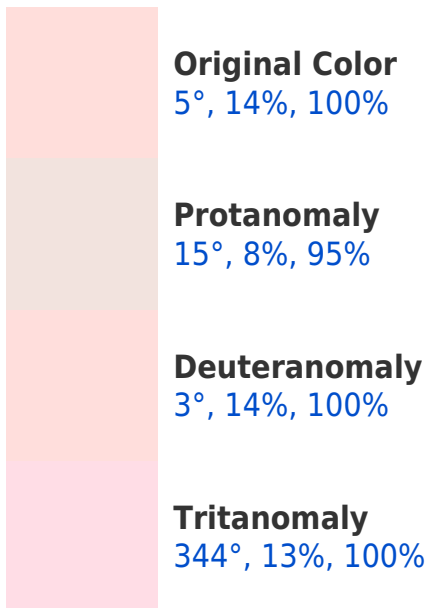 Original Color
5°, 14%, 100%
Protanomaly
15°, 8%, 95%
Deuteranomaly
3°, 14%, 100%
Tritanomaly
344°, 13%, 100%